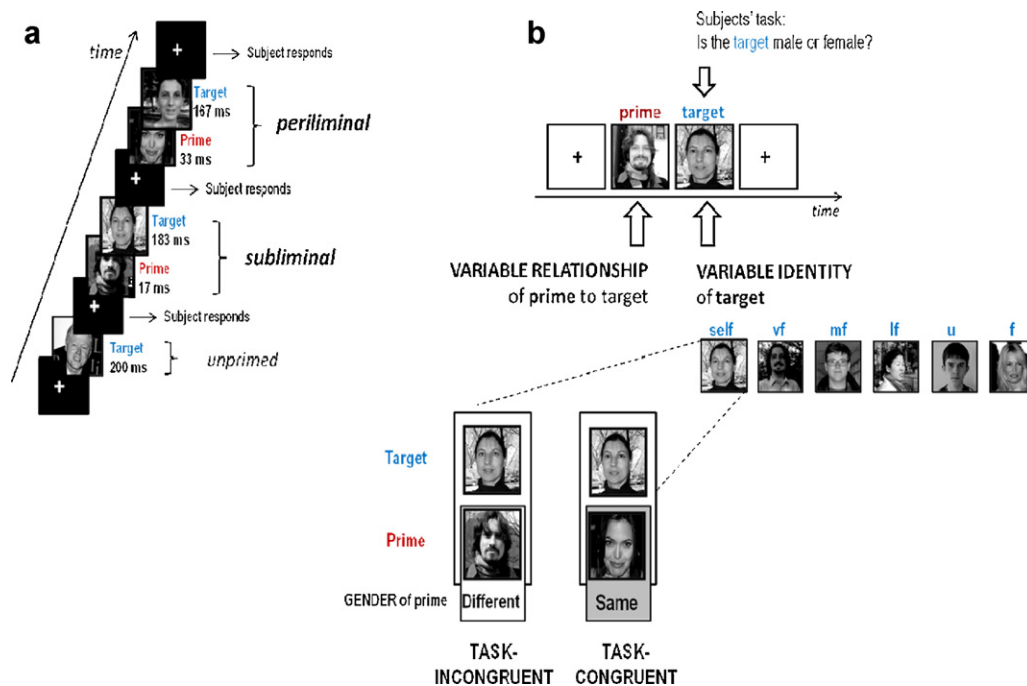 a
time
+
Subject responds
Target
167 ms
Prime
33 ms
periliminal
+
Subject responds
Target
183 ms
Prime
17 ms
subliminal
+
Subject responds
Target
200 ms
unprimed
+
b
Subjects' task:
Is the target male or female?
prime target
+ +
time
VARIABLE RELATIONSHIP
of prime to target
VARIABLE IDENTITY
of target
self vf mf lf u f
Target
Prime
GENDER of prime Different Same
TASK-
INCONGRUENT
TASK-
CONGRUENT